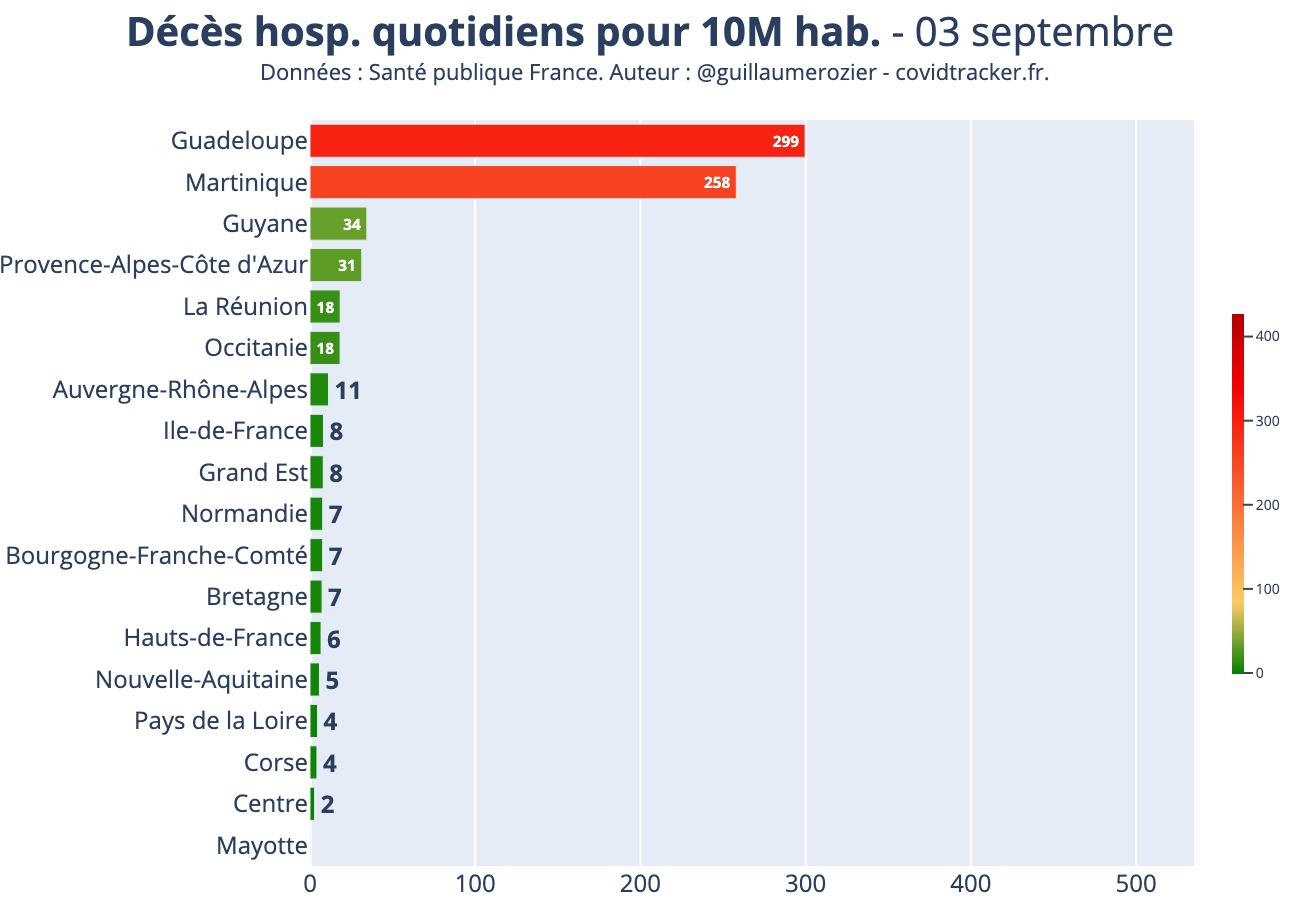 Décès hosp. quotidiens pour 10M hab. - 03 septembre
Données : Santé publique France. Auteur : @guillaumerozier - covidtracker.fr.
Guadeloupe 299
Martinique 258
Guyane 34
Provence-Alpes-Côte d'Azur 31
La Réunion 18
Occitanie 18
Auvergne-Rhône-Alpes 11
Ile-de-France 8
Grand Est 8
Normandie 7
Bourgogne-Franche-Comté 7
Bretagne 7
Hauts-de-France 6
Nouvelle-Aquitaine 5
Pays de la Loire 4
Corse 4
Centre 2
Mayotte
0 100 200 300 400 500
400
300
200
100
0